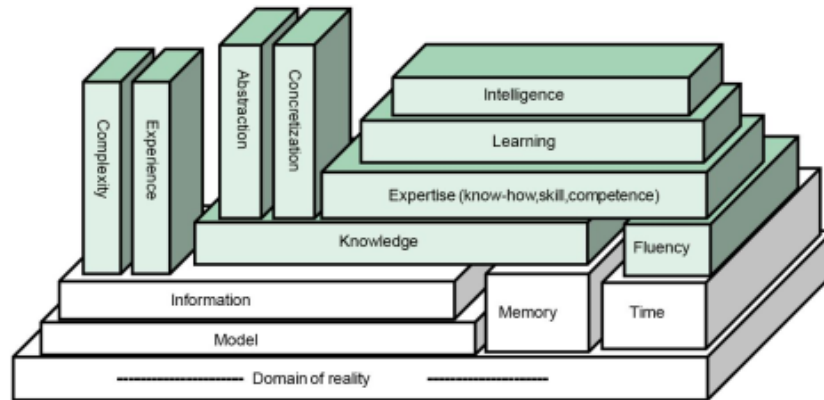 Complexity
Experience
Abstraction
Concretization
Intelligence
Learning
Expertise (know-how,skill,competence)
Knowledge
Fluency
Information
Memory
Time
Model
Domain of reality